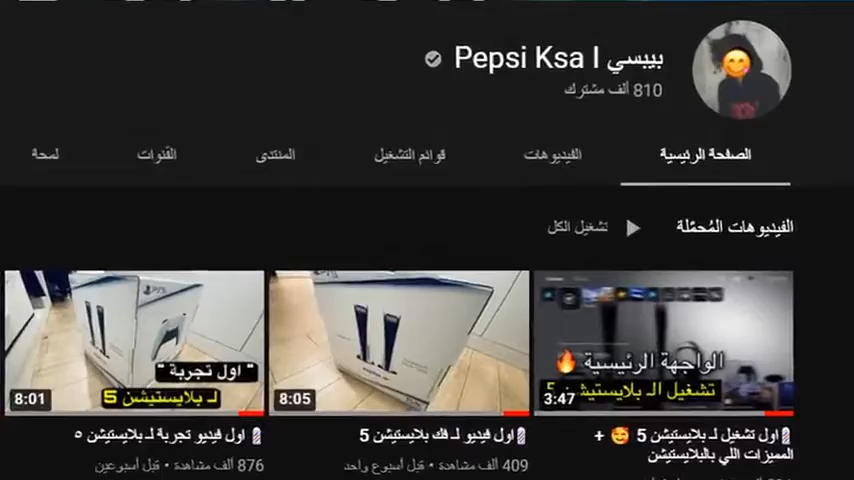 بيبسي Pepsi Ksa I
810 ألف مشترك
الصفحة الرئيسية
الفيديوهات
قوائم التشغيل
المنتدى
القنوات
لمحة
الفيديوهات المُحمّلة
تشغيل الكل
الواجهة الرئيسية 🔥
تشغيل الـ بلايستيشن 5
3:47
اول تشغيل لـ بلايستيشن 5 🥰 +
المميزات اللي بالبلايستيشن
8:05
اول فيديو لـ فك بلايستيشن 5
409 ألف مشاهدة • قبل أسبوع واحد
PS5
" اول تجربة "
لـ بلايستيشن 5
8:01
اول فيديو تجربة لـ بلايستيشن ٥
876 ألف مشاهدة • قبل أسبوعين